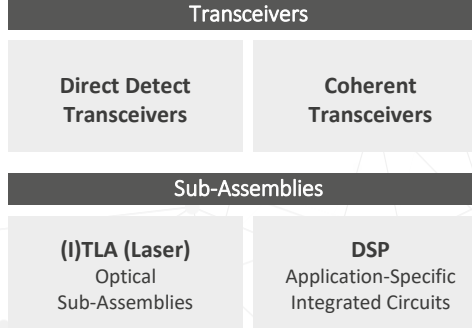 Transceivers
Direct Detect
Transceivers
Coherent
Transceivers
Sub-Assemblies
(I)TLA (Laser)
Optical
Sub-Assemblies
DSP
Application-Specific
Integrated Circuits